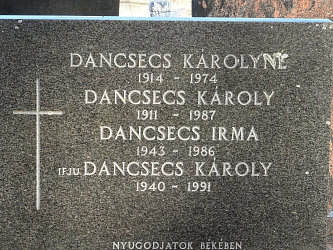 DANCSECS KÁROLYNÉ
1914 - 1974
DANCSECS KÁROLY
1911 - 1987
DANCSECS IRMA
1943 - 1986
IFJU DANCSECS KÁROLY
1940 - 1991
NYUGODJATOK BÉKÉBEN